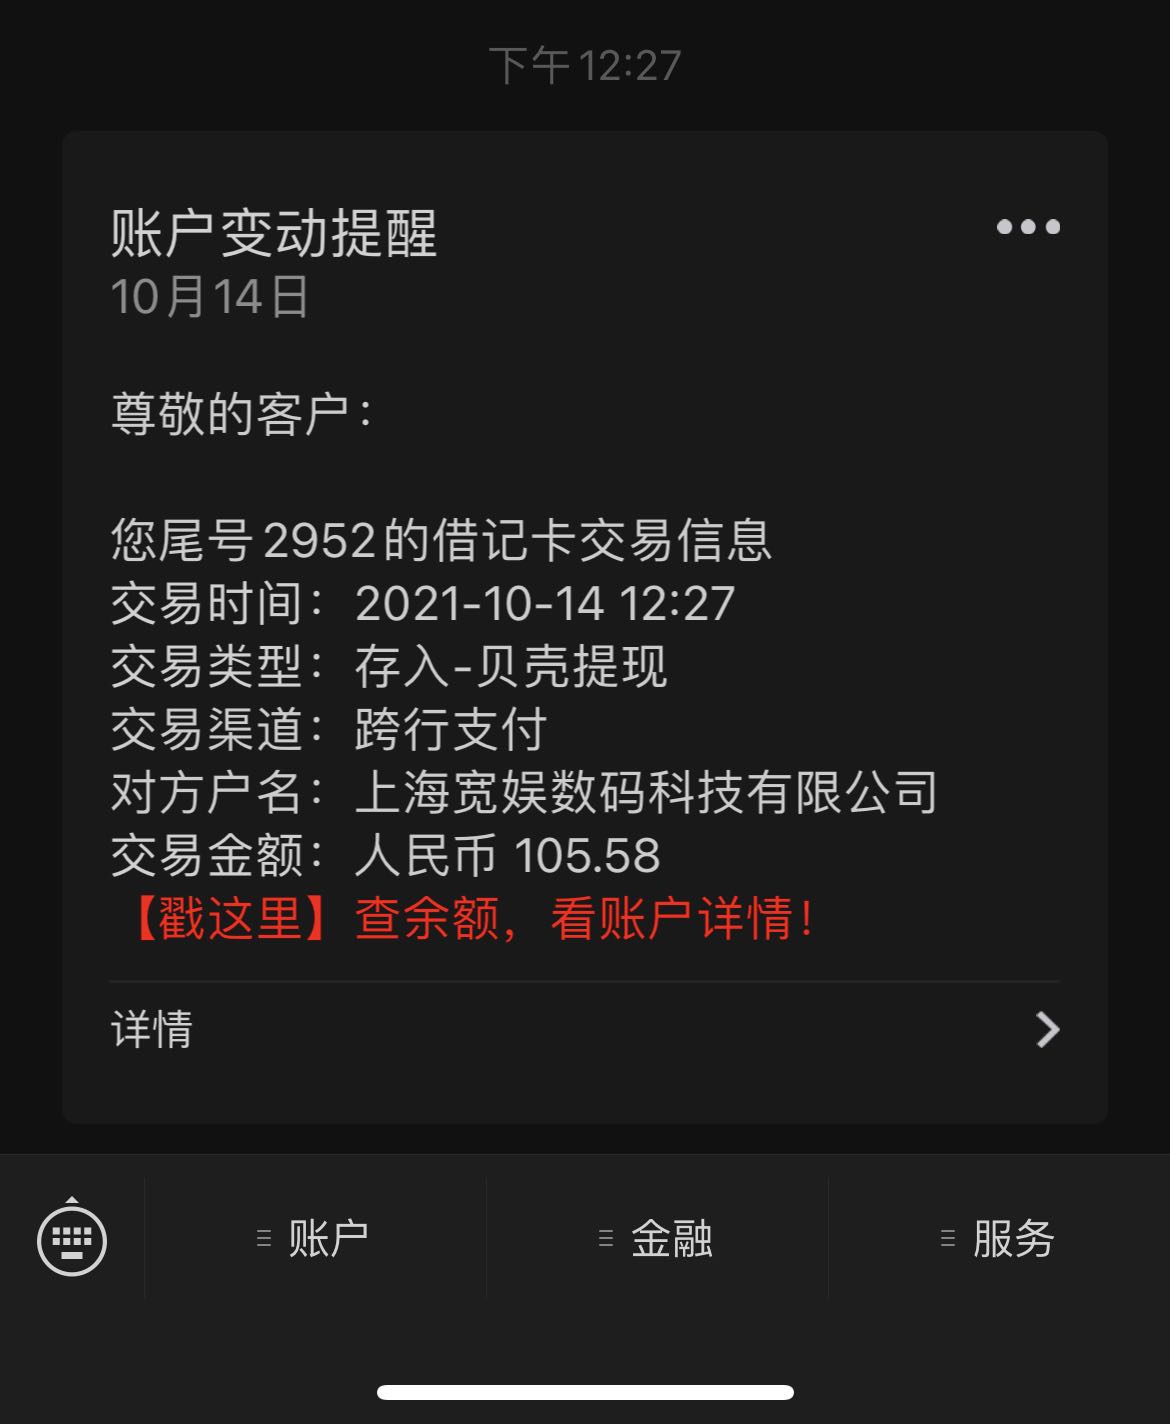 下午12:27
账户变动提醒
10月14日
尊敬的客户：
您尾号2952的借记卡交易信息
交易时间：2021-10-14 12:27
交易类型：存入-贝壳提现
交易渠道：跨行支付
对方户名：上海宽娱数码科技有限公司
交易金额：人民币 105.58
【戳这里】查余额，看账户详情！
详情
账户
金融
服务